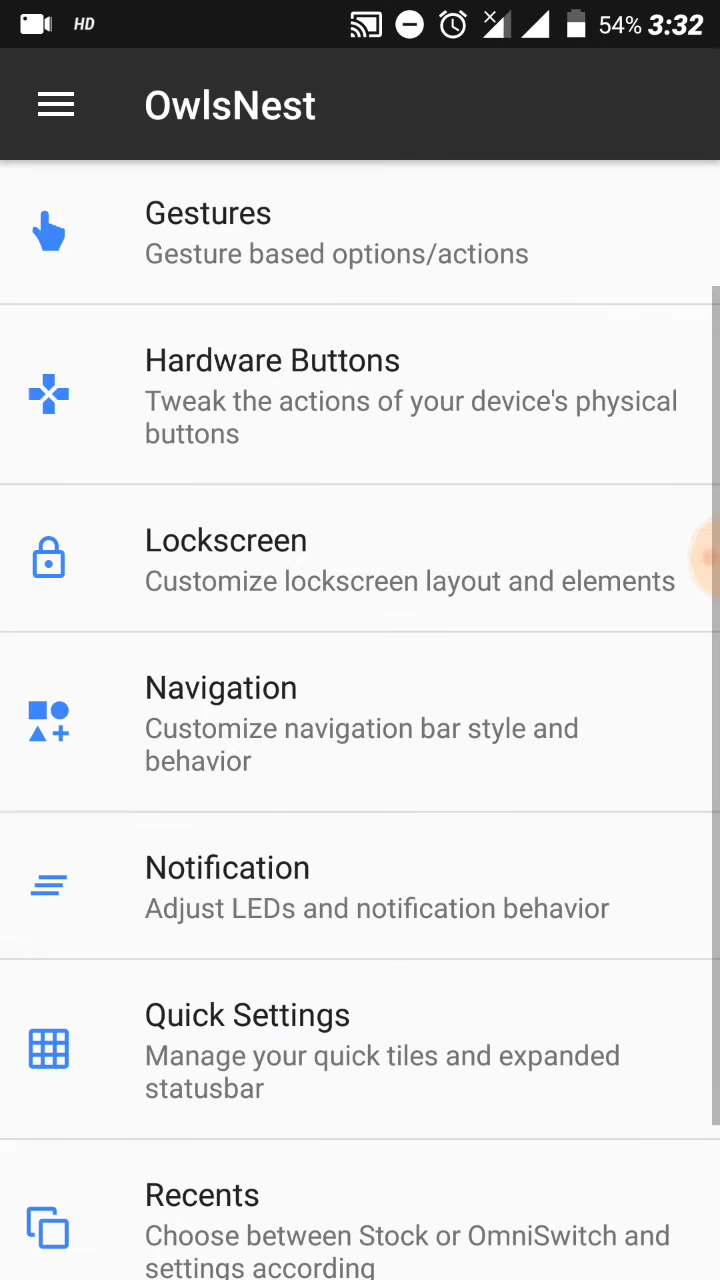 HD 54% 3:32
OwlsNest
Gestures
Gesture based options/actions
Hardware Buttons
Tweak the actions of your device's physical
buttons
Lockscreen
Customize lockscreen layout and elements
Navigation
Customize navigation bar style and
behavior
Notification
Adjust LEDs and notification behavior
Quick Settings
Manage your quick tiles and expanded
statusbar
Recents
Choose between Stock or OmniSwitch and
settings according